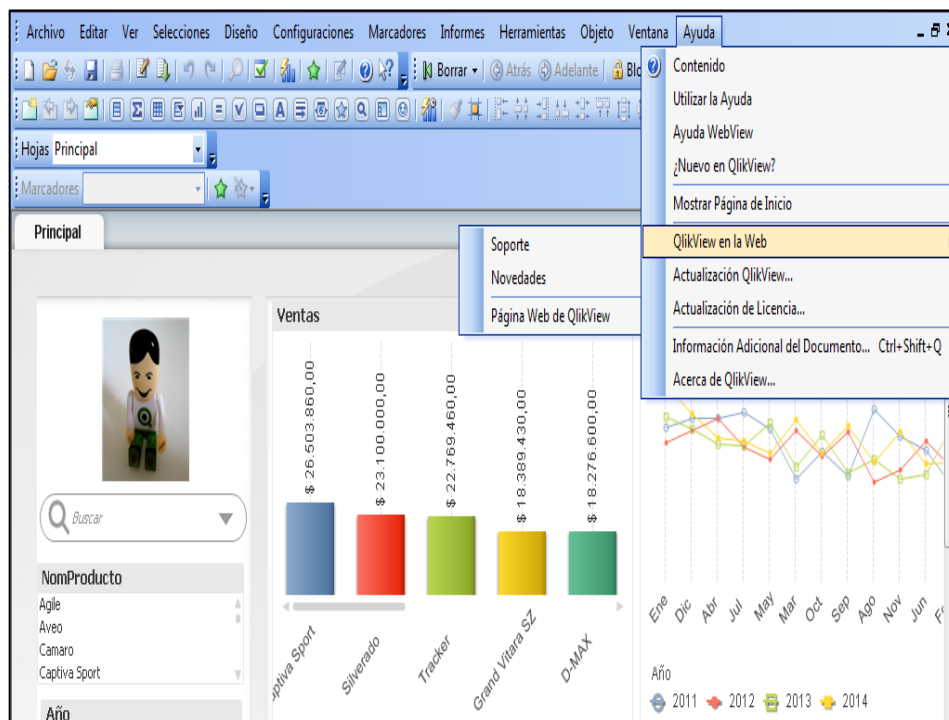 Archivo Editar Ver Selecciones Diseño Configuraciones Marcadores Informes Herramientas Objeto Ventana Ayuda
Borrar Atrás Adelante
Hojas Principal
Marcadores
Principal
Contenido
Utilizar la Ayuda
Ayuda WebView
¿Nuevo en QlikView?
Mostrar Página de Inicio
QlikView en la Web
Actualización QlikView...
Actualización de Licencia...
Información Adicional del Documento... Ctrl+Shift+Q
Acerca de QlikView...
Soporte
Novedades
Página Web de QlikView
Buscar
NomProducto
Agile
Aveo
Camaro
Captiva Sport
Año
Ventas
$ 26.503.860,00
$ 23.100.000,00
$ 22.769.460,00
$ 18.389.430,00
$ 18.276.600,00
aptiva Sport
Silverado
Tracker
Grand Vitara SZ
D-MAX
Ene Dic Abr Jul May Mar Oct Sep Ago Nov Jun
Año
2011 2012 2013 2014